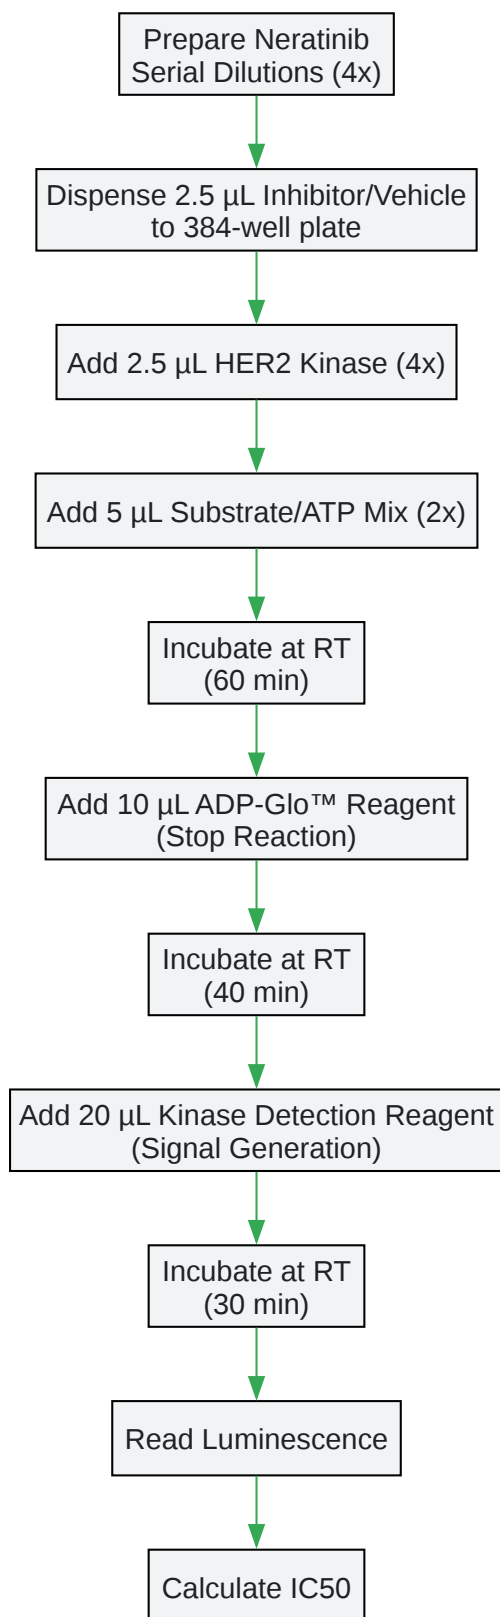 Prepare Neratinib
Serial Dilutions (4x)
Dispense 2.5 µL Inhibitor/Vehicle
to 384-well plate
Add 2.5 µL HER2 Kinase (4x)
Add 5 µL Substrate/ATP Mix (2x)
Incubate at RT
(60 min)
Add 10 µL ADP-Glo™ Reagent
(Stop Reaction)
Incubate at RT
(40 min)
Add 20 µL Kinase Detection Reagent
(Signal Generation)
Incubate at RT
(30 min)
Read Luminescence
Calculate IC50